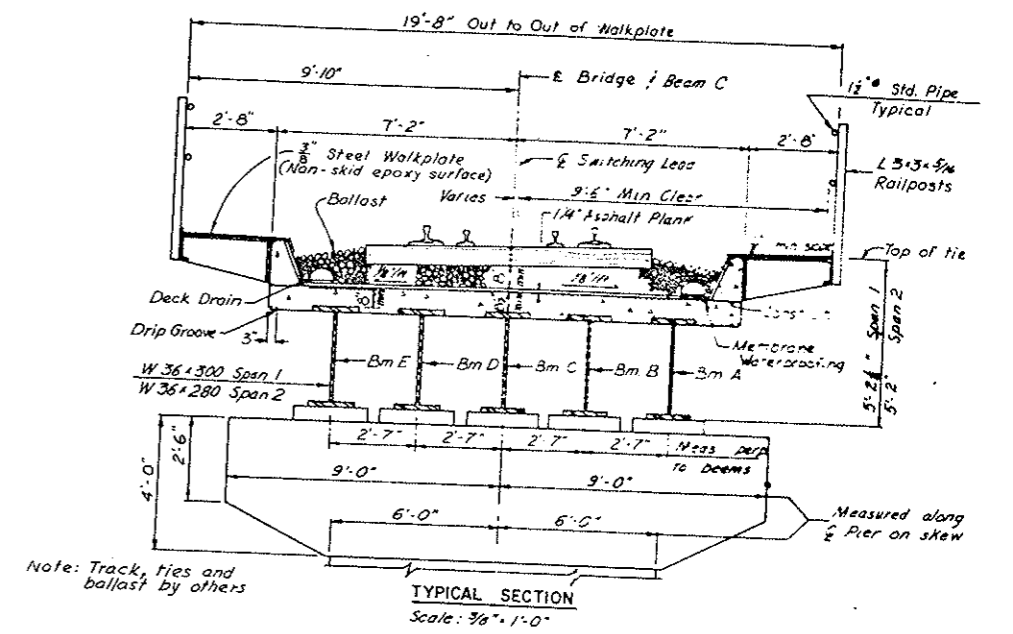 19'-8" Out to Out of Walkplate
9'-10"
℄ Bridge & Beam C
1½"ø Std. Pipe
Typical
2'-8"
7'-2"
7'-2"
2'-8"
3/8" Steel Walkplate
(Non-skid epoxy surface)
℄ Switching Lead
L 3×3×5/16
Railposts
Ballast
Varies
9'-6" Min Clear
1/4" Asphalt Plank
Top of tie
1/8"/Ft
1/8"/Ft
Deck Drain
Drip Groove
3"
Membrane
Waterproofing
Bm E
Bm D
Bm C
Bm B
Bm A
W 36×300 Span 1
W 36×280 Span 2
Span 1
5'-2" Span 2
2'-7"
2'-7"
2'-7"
2'-7"
Meas perp
to beams
4'-0"
2'-6"
9'-0"
9'-0"
6'-0"
6'-0"
Measured along
℄ Pier on skew
Note: Track, ties and
ballast by others
TYPICAL SECTION
Scale: 3/8" = 1'-0"